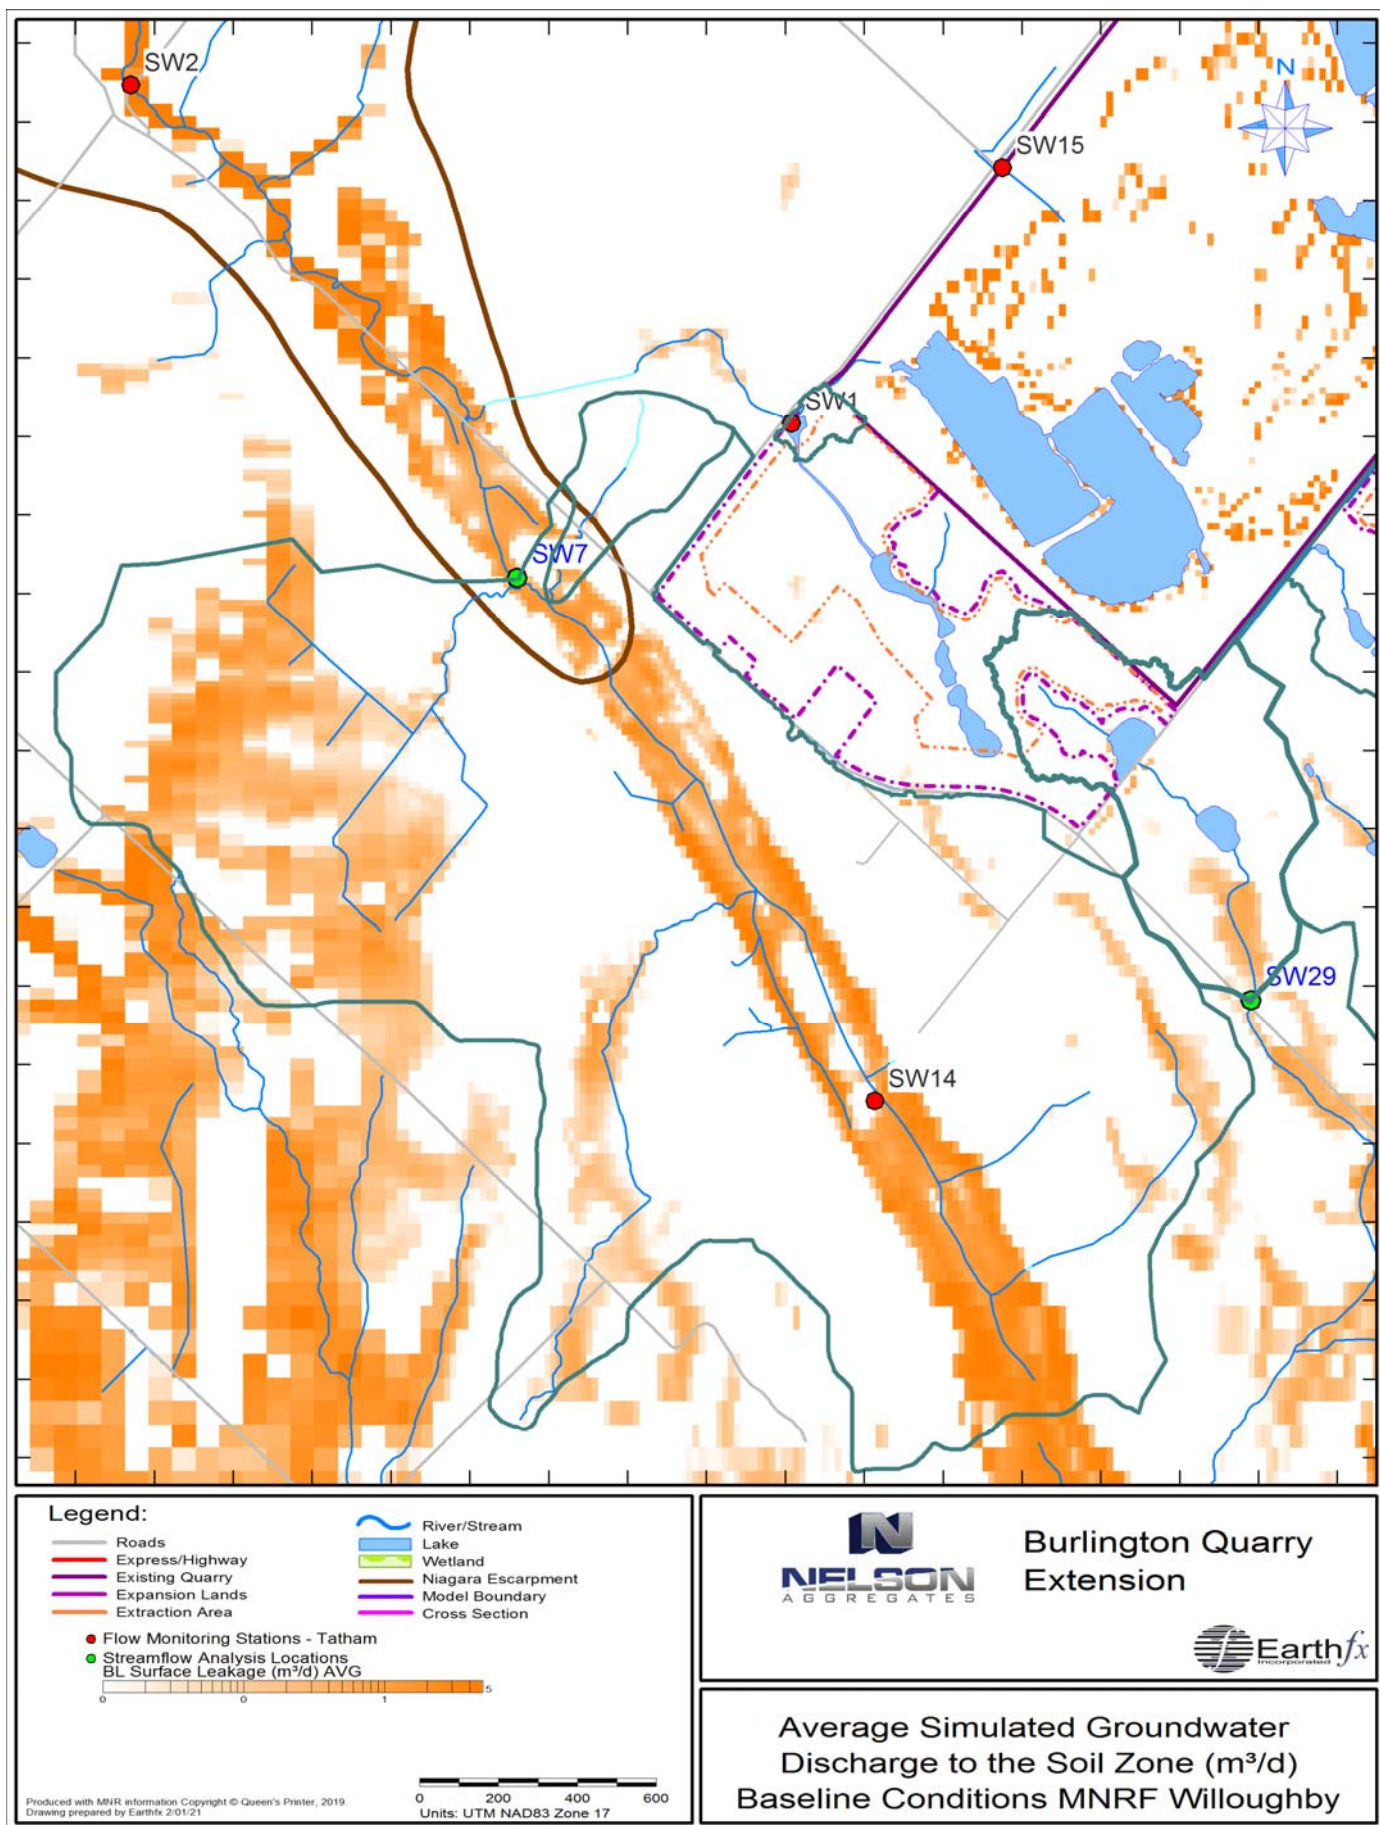 SW2
N
SW15
SW1
SW7
SW29
SW14
Legend:
Roads
Express/Highway
Existing Quarry
Expansion Lands
Extraction Area
River/Stream
Lake
Wetland
Niagara Escarpment
Model Boundary
Cross Section
Flow Monitoring Stations - Tatham
Streamflow Analysis Locations
BL Surface Leakage (m³/d) AVG
0 0 1 5
0 200 400 600
Units: UTM NAD83 Zone 17
Produced with MNR information Copyright © Queen's Printer, 2019.
Drawing prepared by Earthfx 2/01/21
N
NELSON
AGGREGATES
Burlington Quarry
Extension
Earthfx
Incorporated
Average Simulated Groundwater
Discharge to the Soil Zone (m³/d)
Baseline Conditions MNRF Willoughby